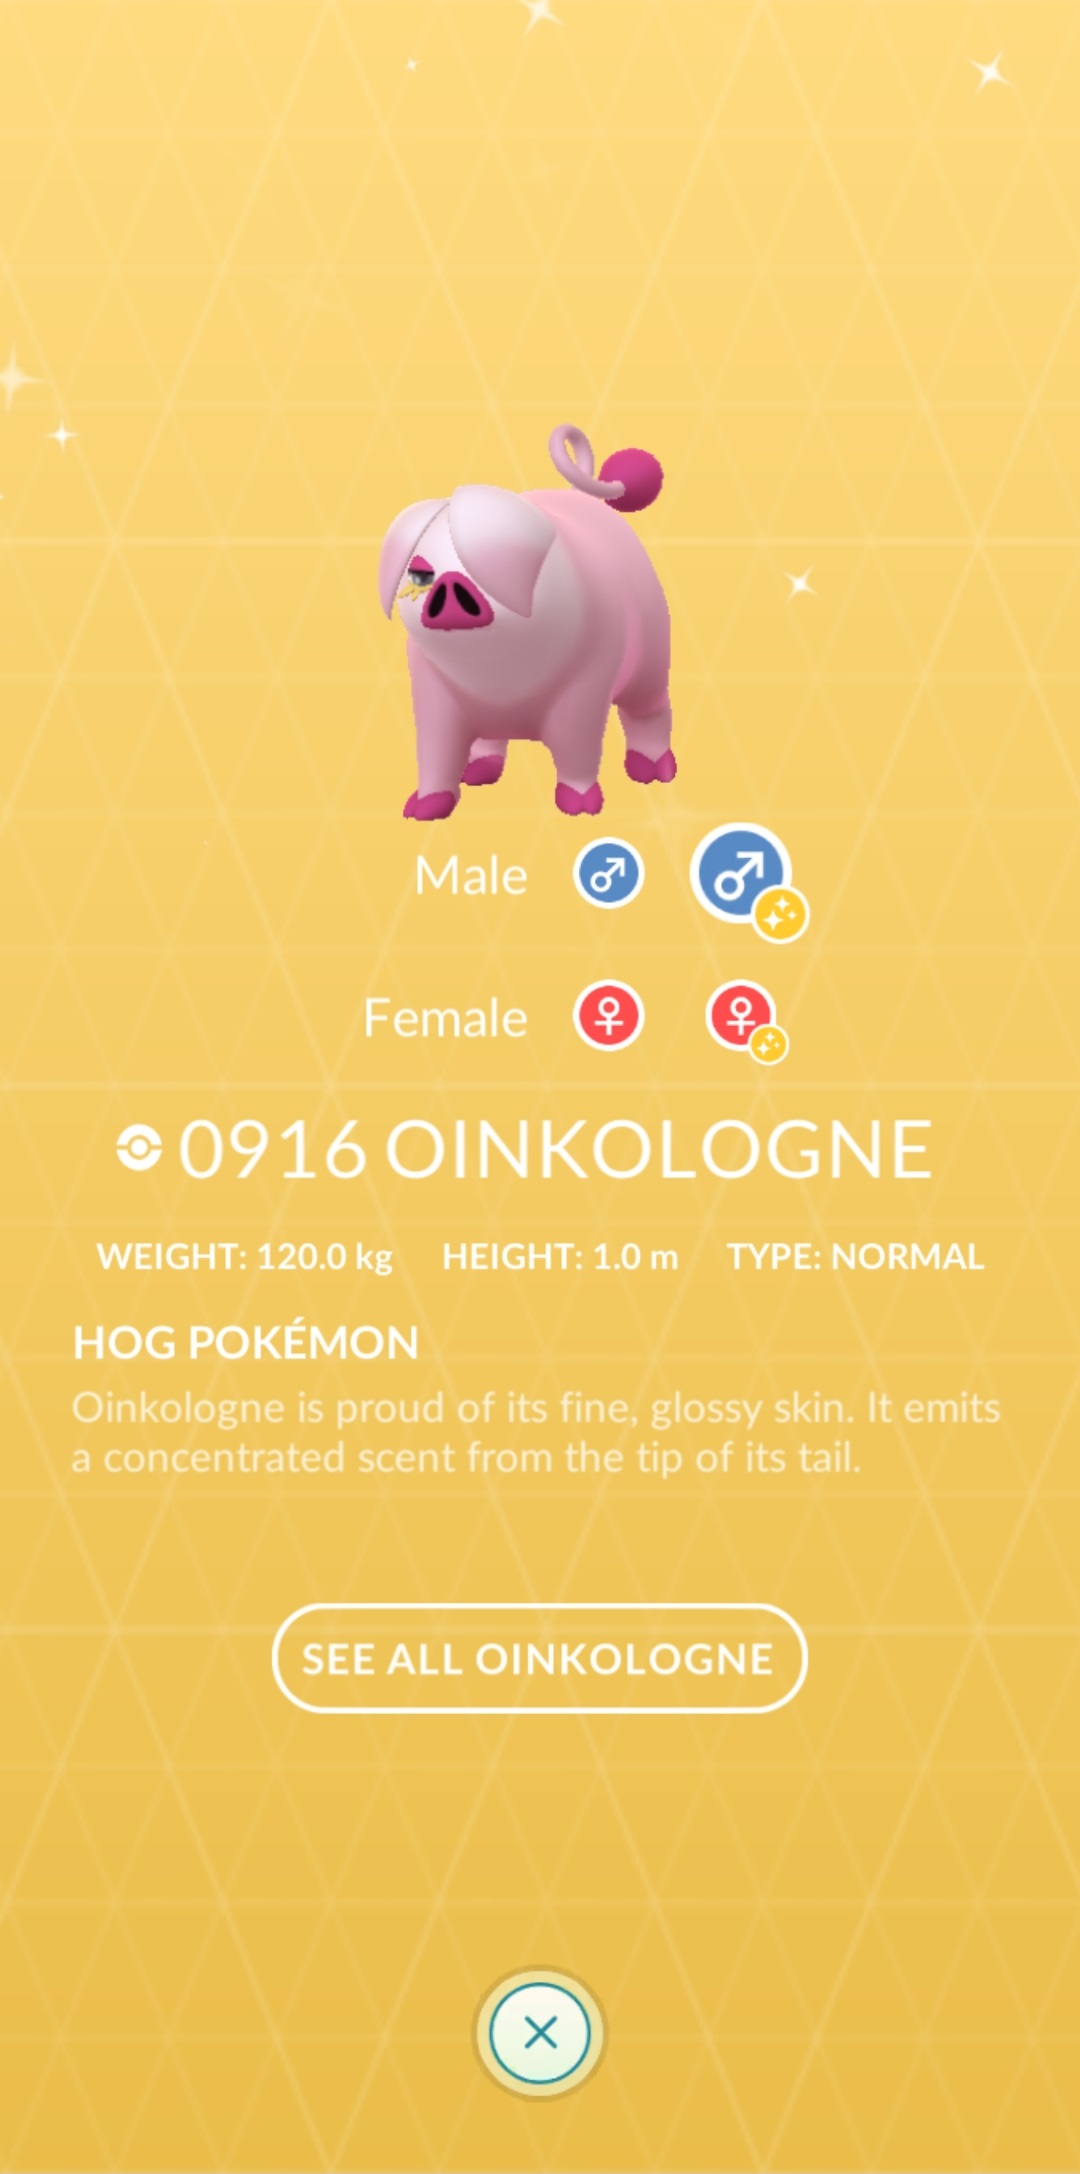 Male
Female
0916 OINKOLOGNE
WEIGHT: 120.0 kg HEIGHT: 1.0 m TYPE: NORMAL
HOG POKÉMON
Oinkologne is proud of its fine, glossy skin. It emits
a concentrated scent from the tip of its tail.
SEE ALL OINKOLOGNE